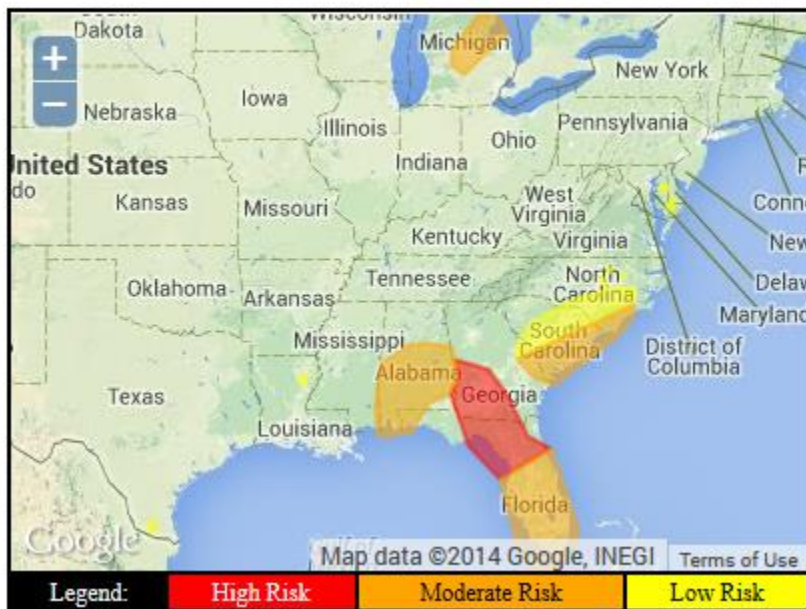 Wisconsin
Dakota
Michigan
+
−
New York
Nebraska
Iowa
Illinois
Ohio
Pennsylvania
Indiana
United States
Kansas
Missouri
West
Virginia
Kentucky
Virginia
Conne
New
Delaw
Maryland
District of
Columbia
Oklahoma
Arkansas
Tennessee
North
Carolina
Mississippi
South
Carolina
Alabama
Georgia
Texas
Louisiana
Florida
Google
Map data ©2014 Google, INEGI
Terms of Use
Legend:
High Risk
Moderate Risk
Low Risk